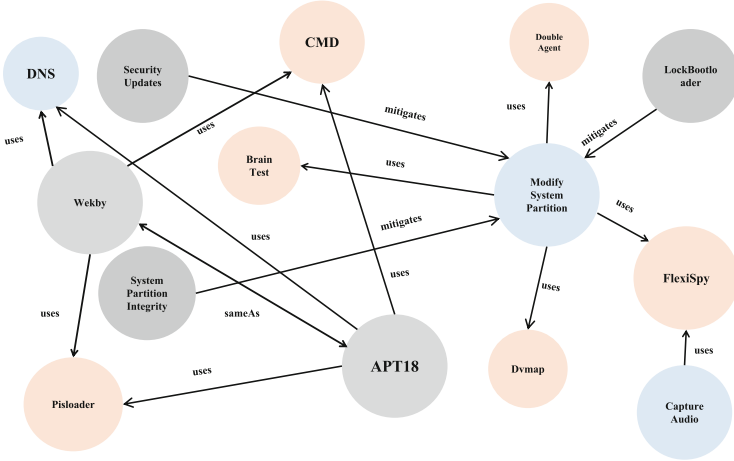 DNS
Security
Updates
CMD
Double
Agent
LockBootlo
ader
uses
uses
mitigates
uses
mitigates
Brain
Test
uses
Wekby
Modify
System
Partition
uses
mitigates
uses
System
Partition
Integrity
FlexiSpy
uses
uses
uses
sameAs
uses
uses
Pisloader
APT18
Dvmap
uses
Capture
Audio